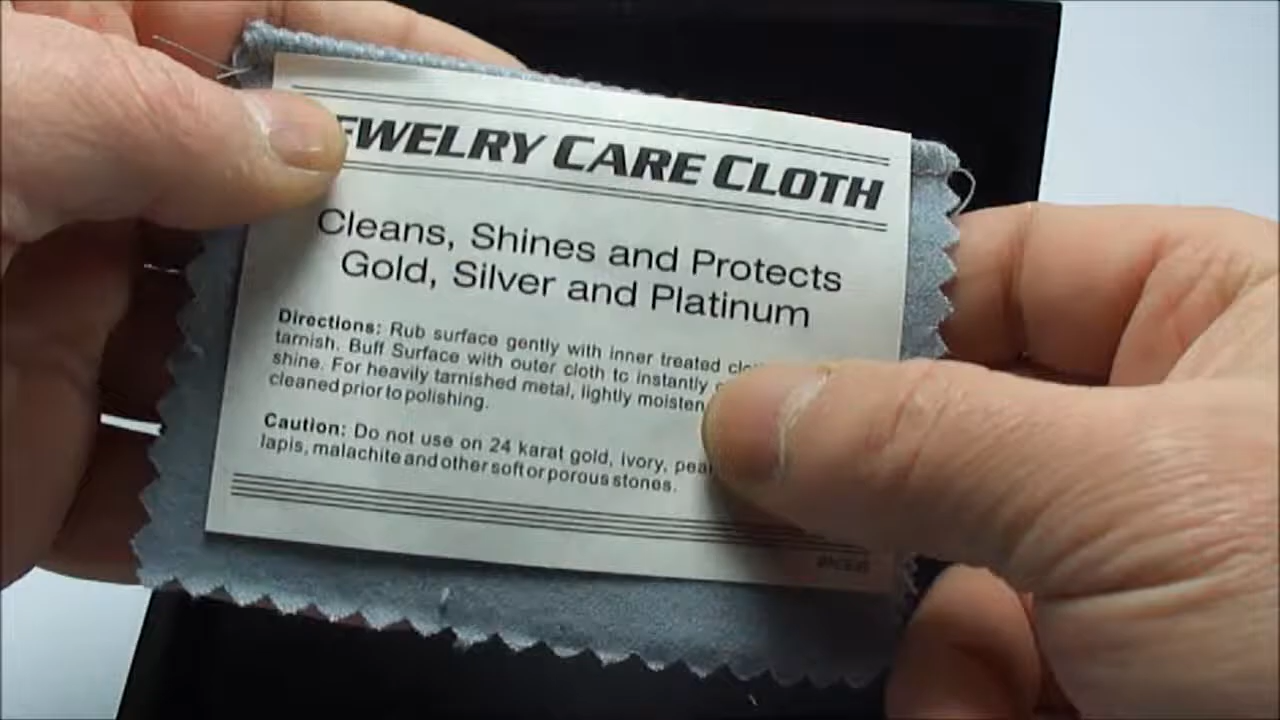 EWELRY CARE CLOTH
Cleans, Shines and Protects
Gold, Silver and Platinum
Directions: Rub surface gently with inner treated
tarnish. Buff Surface with outer cloth to instantly
shine. For heavily tarnished metal, lightly moisten
cleaned prior to polishing.
Caution: Do not use on 24 karat gold, ivory,
lapis, malachite and other soft or porous stones.